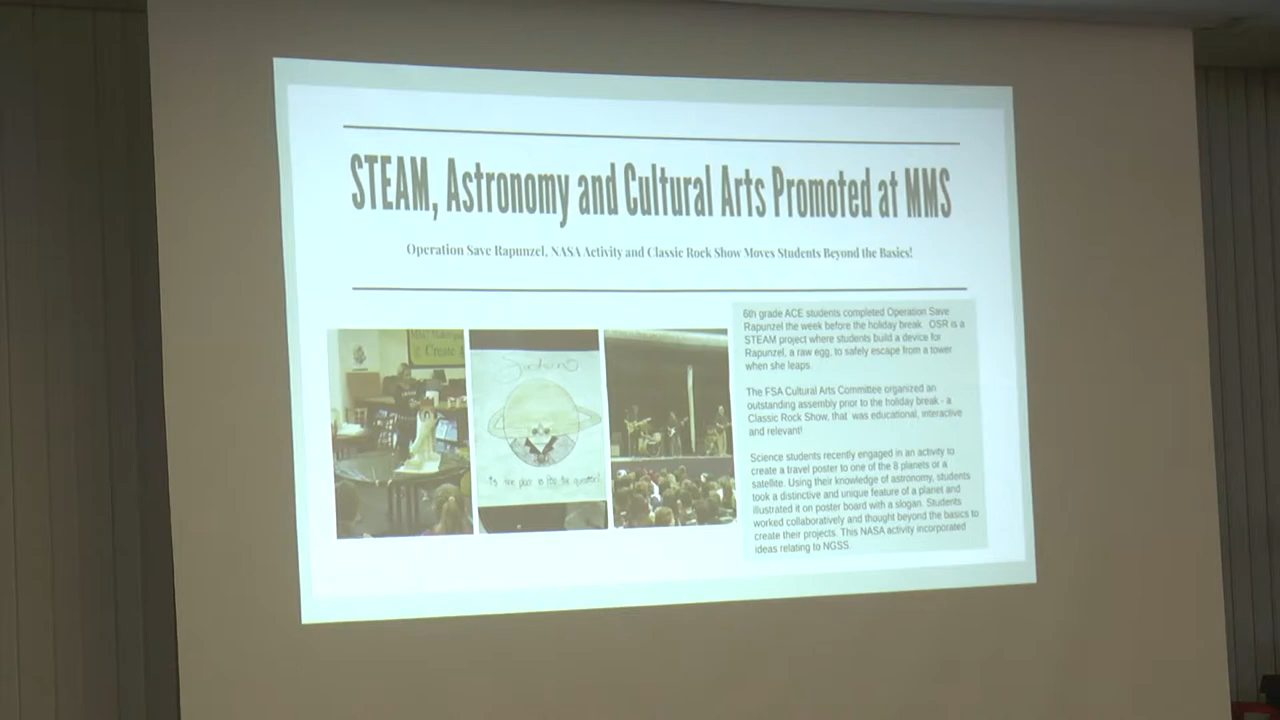 STEAM, Astronomy and Cultural Arts Promoted at MMS
Operation Save Rapunzel, NASA Activity and Classic Rock Show Moves Students Beyond the Basics!
Create
Saturn
is the place to be
6th grade ACE students completed Operation Save
Rapunzel the week before the holiday break. OSR is a
STEAM project where students build a device for
Rapunzel, a raw egg, to safely escape from a tower
when she leaps.
The FSA Cultural Arts Committee organized an
outstanding assembly prior to the holiday break - a
Classic Rock Show, that was educational, interactive
and relevant!
Science students recently engaged in an activity to
create a travel poster to one of the 8 planets or a
satellite. Using their knowledge of astronomy, students
took a distinctive and unique feature of a planet and
illustrated it on poster board with a slogan. Students
worked collaboratively and thought beyond the basics to
create their projects. This NASA activity incorporated
ideas relating to NGSS.